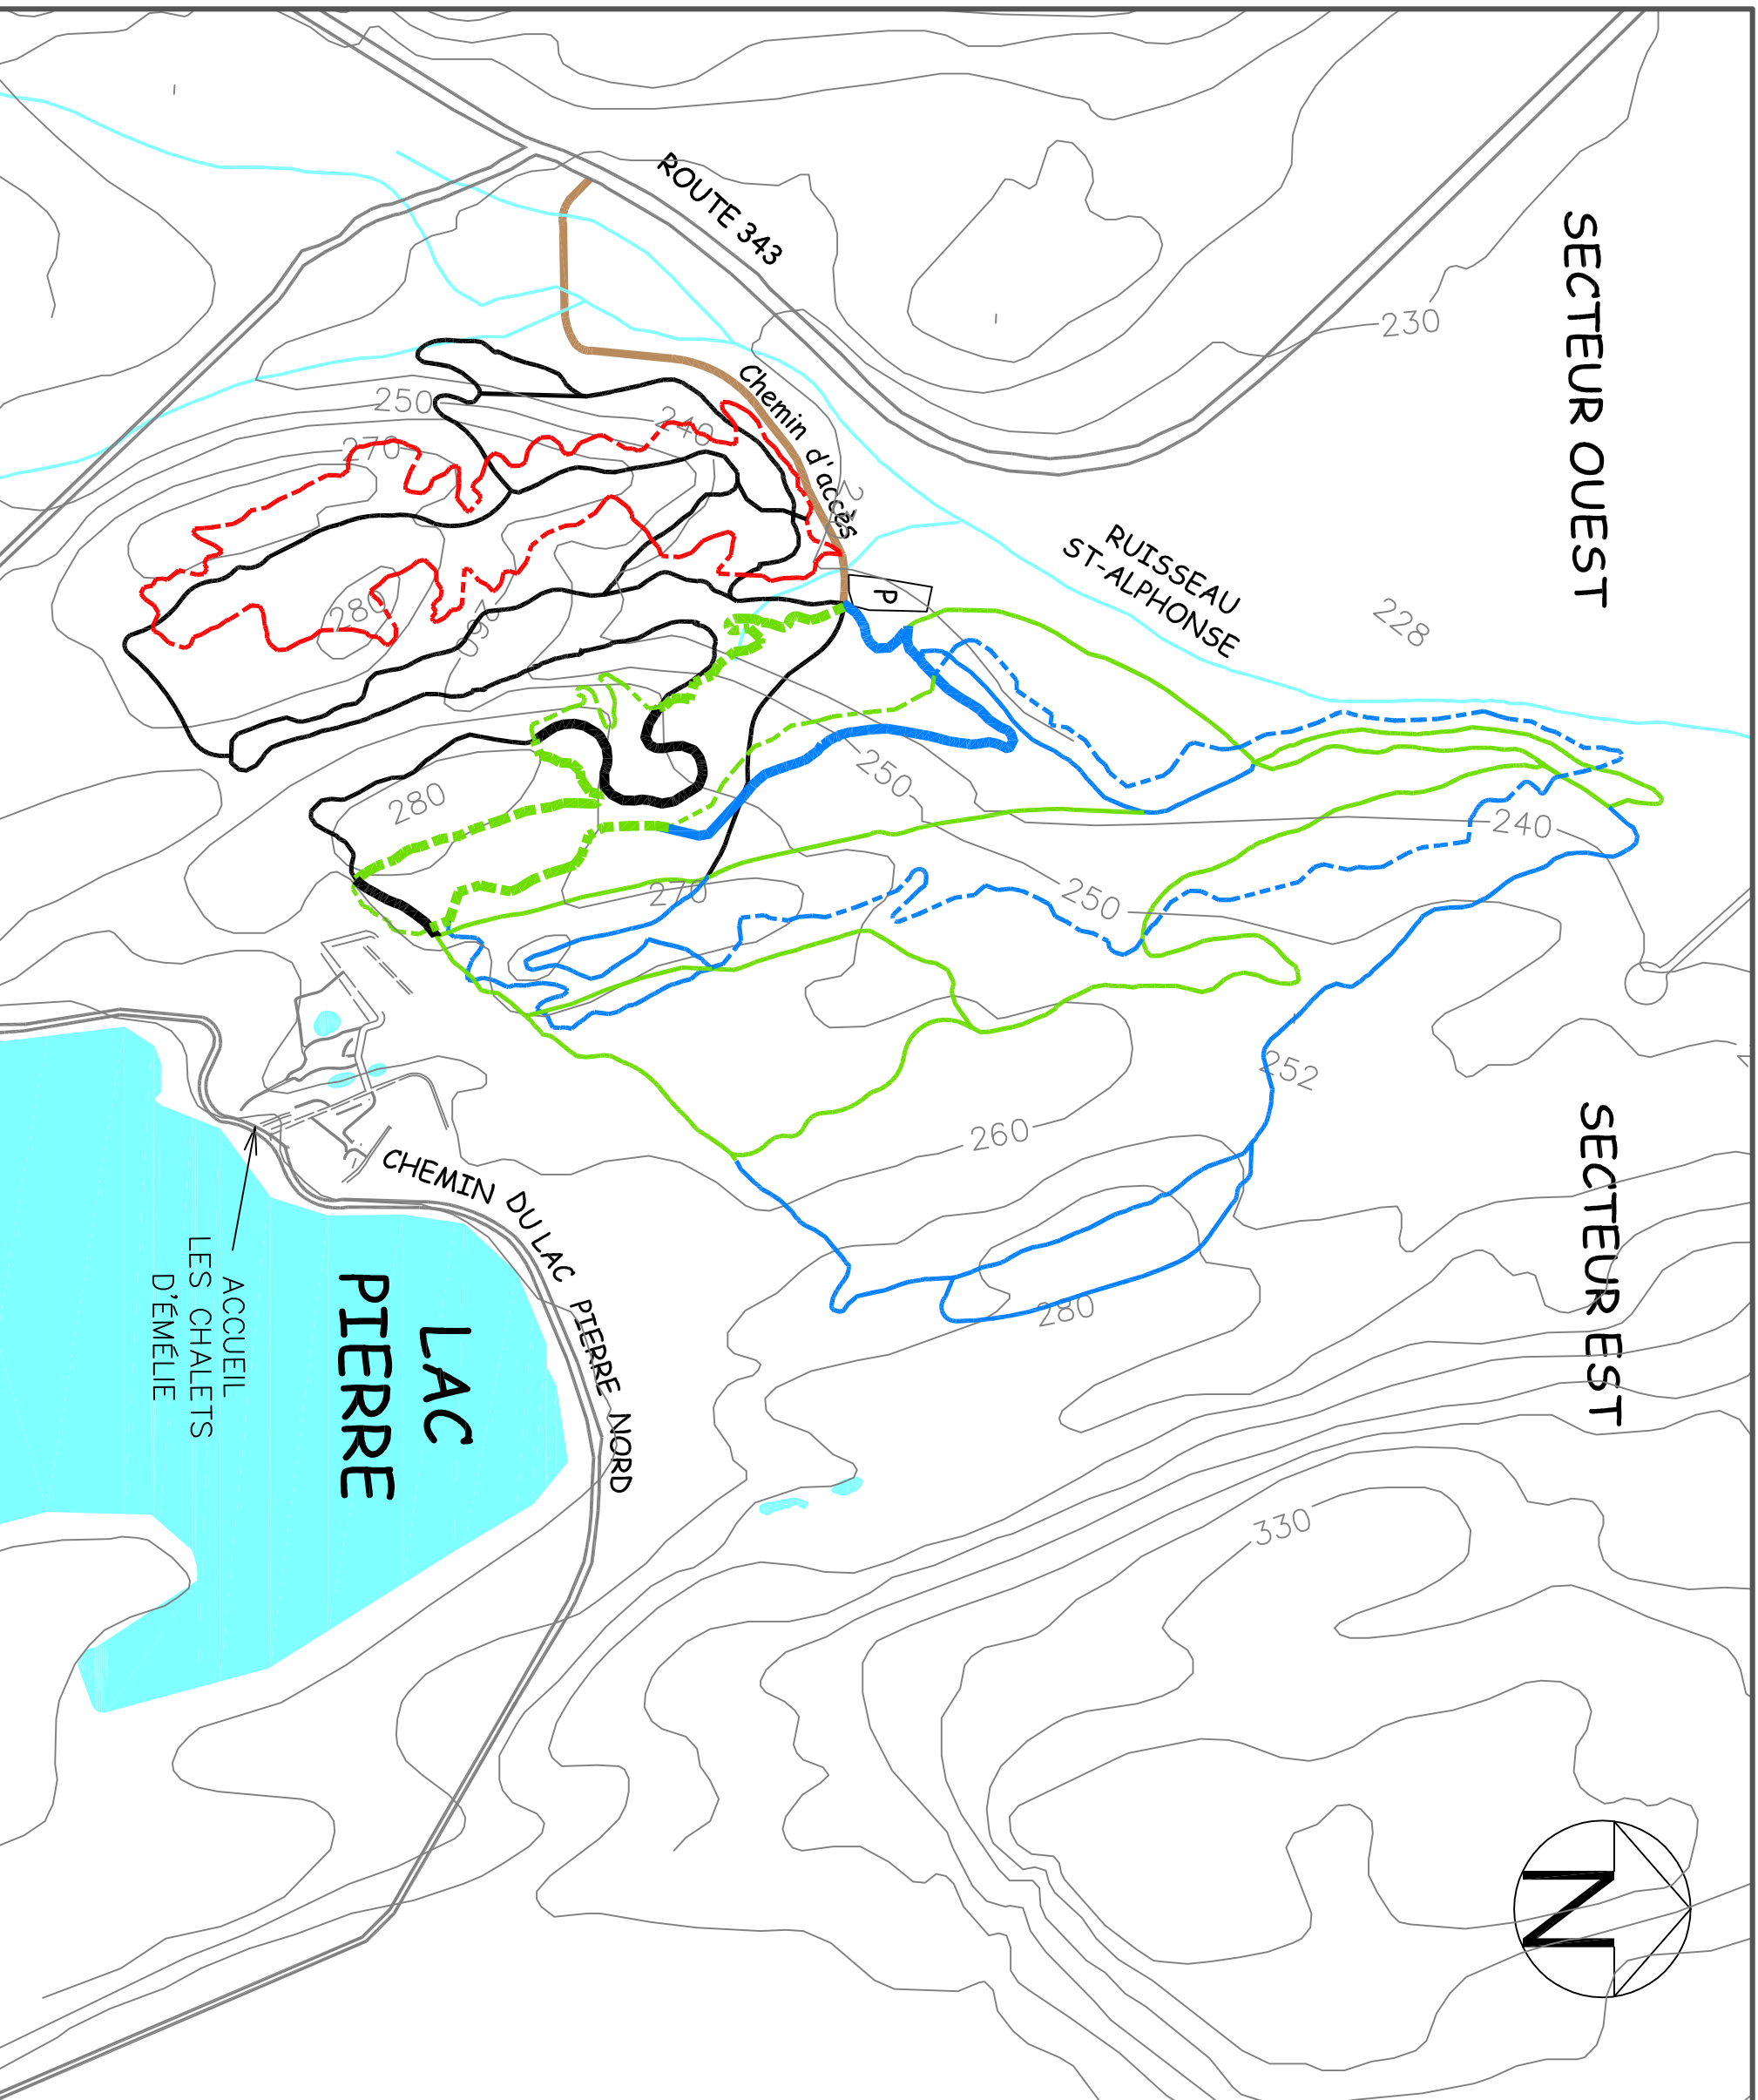 SECTEUR OUEST
SECTEUR EST
ROUTE 343
Chemin d'accès
P
RUISSEAU
ST-ALPHONSE
230
228
250
240
270
280
250
240
280
270
250
252
260
280
330
CHEMIN DU LAC PIERRE NORD
LAC
PIERRE
ACCUEIL
LES CHALETS
D'ÉMÉLIE
N